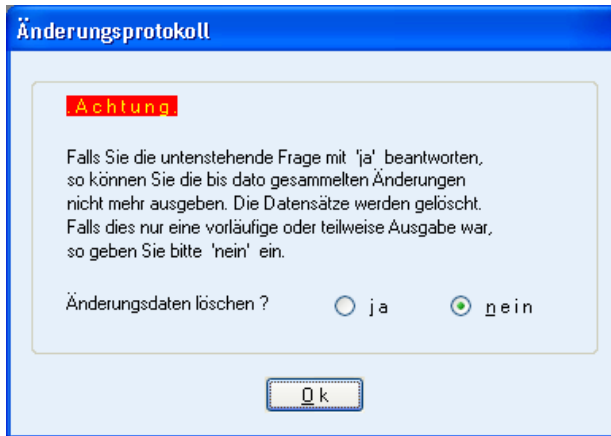 Änderungsprotokoll
.Achtung.
Falls Sie die untenstehende Frage mit 'ja' beantworten,
so können Sie die bis dato gesammelten Änderungen
nicht mehr ausgeben. Die Datensätze werden gelöscht.
Falls dies nur eine vorläufige oder teilweise Ausgabe war,
so geben Sie bitte 'nein' ein.
Änderungsdaten löschen ? ja nein
Ok